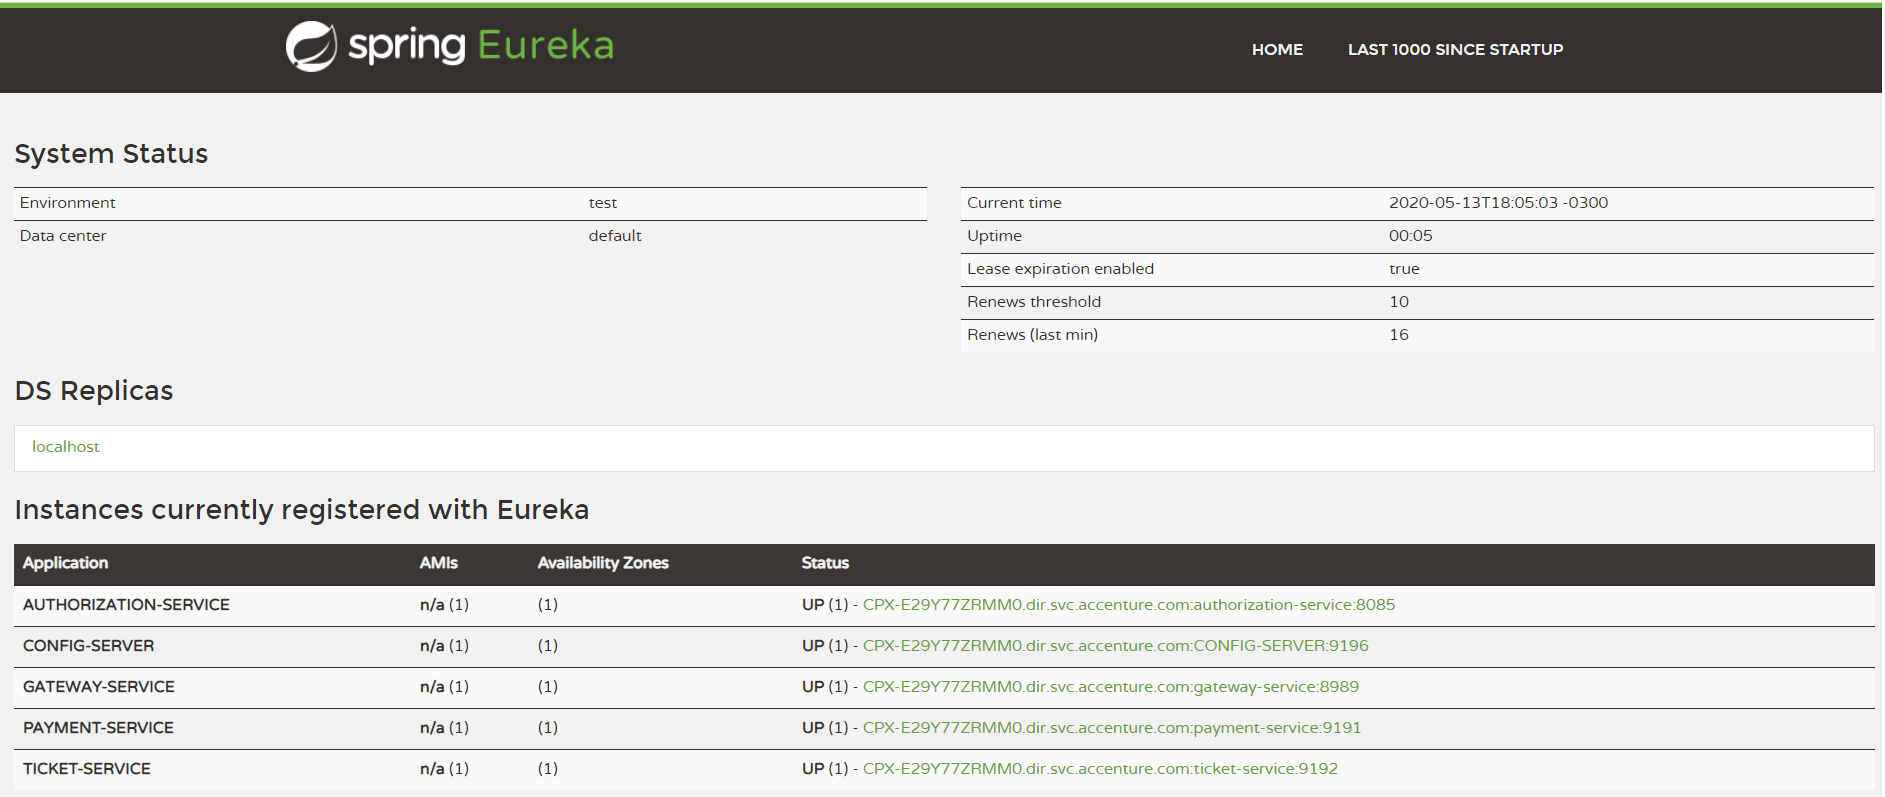 spring Eureka
HOME LAST 1000 SINCE STARTUP
System Status
Environment test
Data center default
Current time 2020-05-13T18:05:03 -0300
Uptime 00:05
Lease expiration enabled true
Renews threshold 10
Renews (last min) 16
DS Replicas
localhost
Instances currently registered with Eureka
Application AMIs Availability Zones Status
AUTHORIZATION-SERVICE n/a (1) (1) UP (1) - CPX-E29Y77ZRMM0.dir.svc.accenture.com:authorization-service:8085
CONFIG-SERVER n/a (1) (1) UP (1) - CPX-E29Y77ZRMM0.dir.svc.accenture.com:CONFIG-SERVER:9196
GATEWAY-SERVICE n/a (1) (1) UP (1) - CPX-E29Y77ZRMM0.dir.svc.accenture.com:gateway-service:8989
PAYMENT-SERVICE n/a (1) (1) UP (1) - CPX-E29Y77ZRMM0.dir.svc.accenture.com:payment-service:9191
TICKET-SERVICE n/a (1) (1) UP (1) - CPX-E29Y77ZRMM0.dir.svc.accenture.com:ticket-service:9192